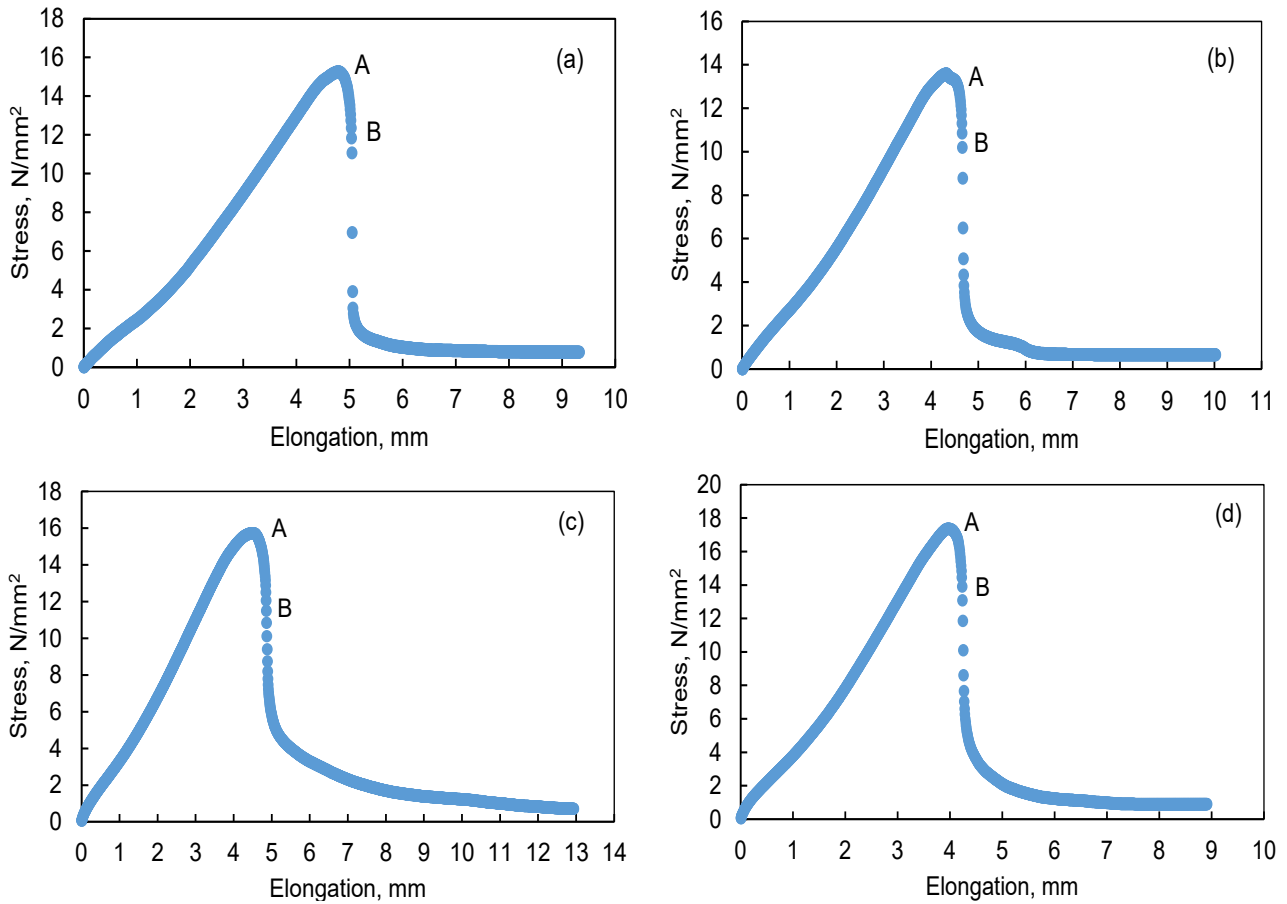 (a)
Stress, N/mm²
18
16
14
12
10
8
6
4
2
0
A
B
0 1 2 3 4 5 6 7 8 9 10
Elongation, mm
(b)
Stress, N/mm²
16
14
12
10
8
6
4
2
0
A
B
0 1 2 3 4 5 6 7 8 9 10 11
Elongation, mm
(c)
Stress, N/mm²
18
16
14
12
10
8
6
4
2
0
A
B
0 1 2 3 4 5 6 7 8 9 10 11 12 13 14
Elongation, mm
(d)
Stress, N/mm²
20
18
16
14
12
10
8
6
4
2
0
A
B
0 1 2 3 4 5 6 7 8 9 10
Elongation, mm